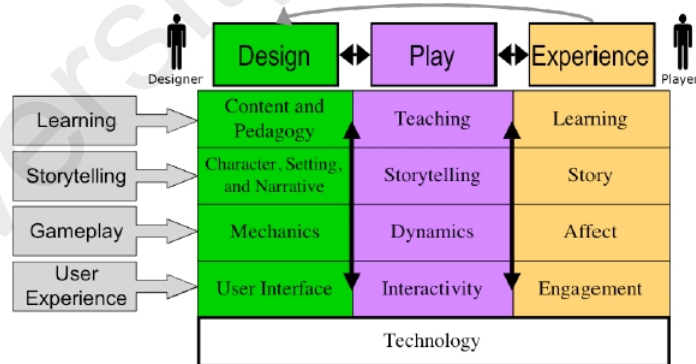 Design Play Experience
Designer Player
Learning Content and Pedagogy Teaching Learning
Storytelling Character, Setting, and Narrative Storytelling Story
Gameplay Mechanics Dynamics Affect
User Experience User Interface Interactivity Engagement
Technology